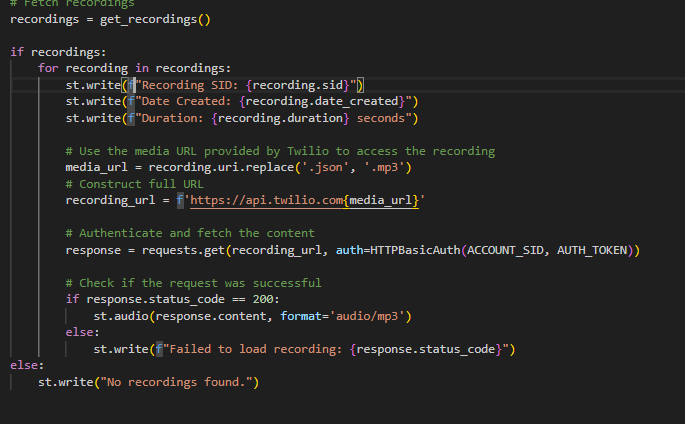 # Fetch recordings
recordings = get_recordings()
if recordings:
for recording in recordings:
st.write(f"Recording SID: {recording.sid}")
st.write(f"Date Created: {recording.date_created}")
st.write(f"Duration: {recording.duration} seconds")
# Use the media URL provided by Twilio to access the recording
media_url = recording.uri.replace('.json', '.mp3')
# Construct full URL
recording_url = f'https://api.twilio.com{media_url}'
# Authenticate and fetch the content
response = requests.get(recording_url, auth=HTTPBasicAuth(ACCOUNT_SID, AUTH_TOKEN))
# Check if the request was successful
if response.status_code == 200:
st.audio(response.content, format='audio/mp3')
else:
st.write(f"Failed to load recording: {response.status_code}")
else:
st.write("No recordings found.")